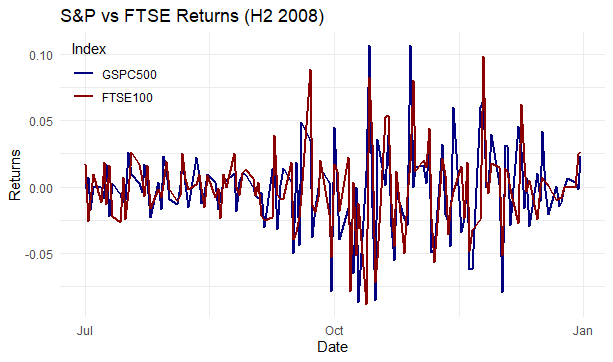 S&P vs FTSE Returns (H2 2008)
Index
GSPC500
FTSE100
0.10
0.05
0.00
-0.05
Returns
Jul
Oct
Jan
Date